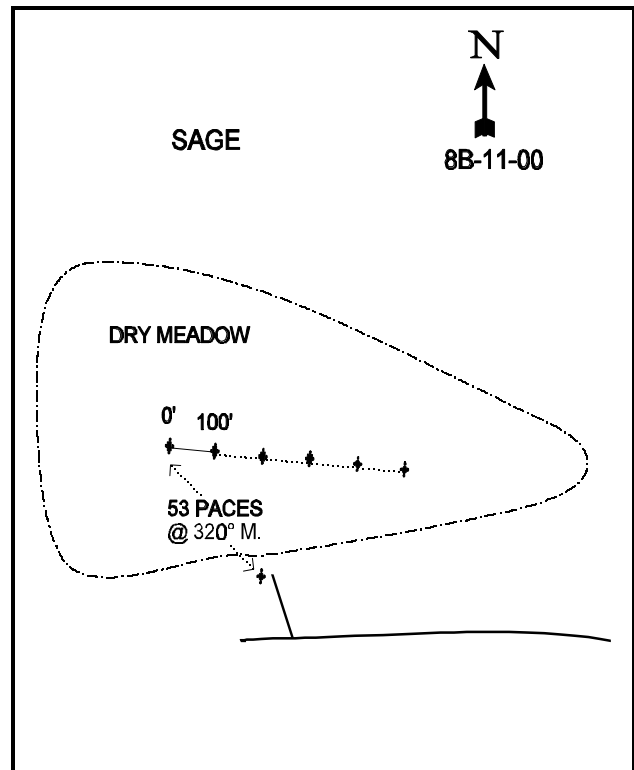 N
SAGE
8B-11-00
DRY MEADOW
0'
100'
53 PACES
@ 320° M.